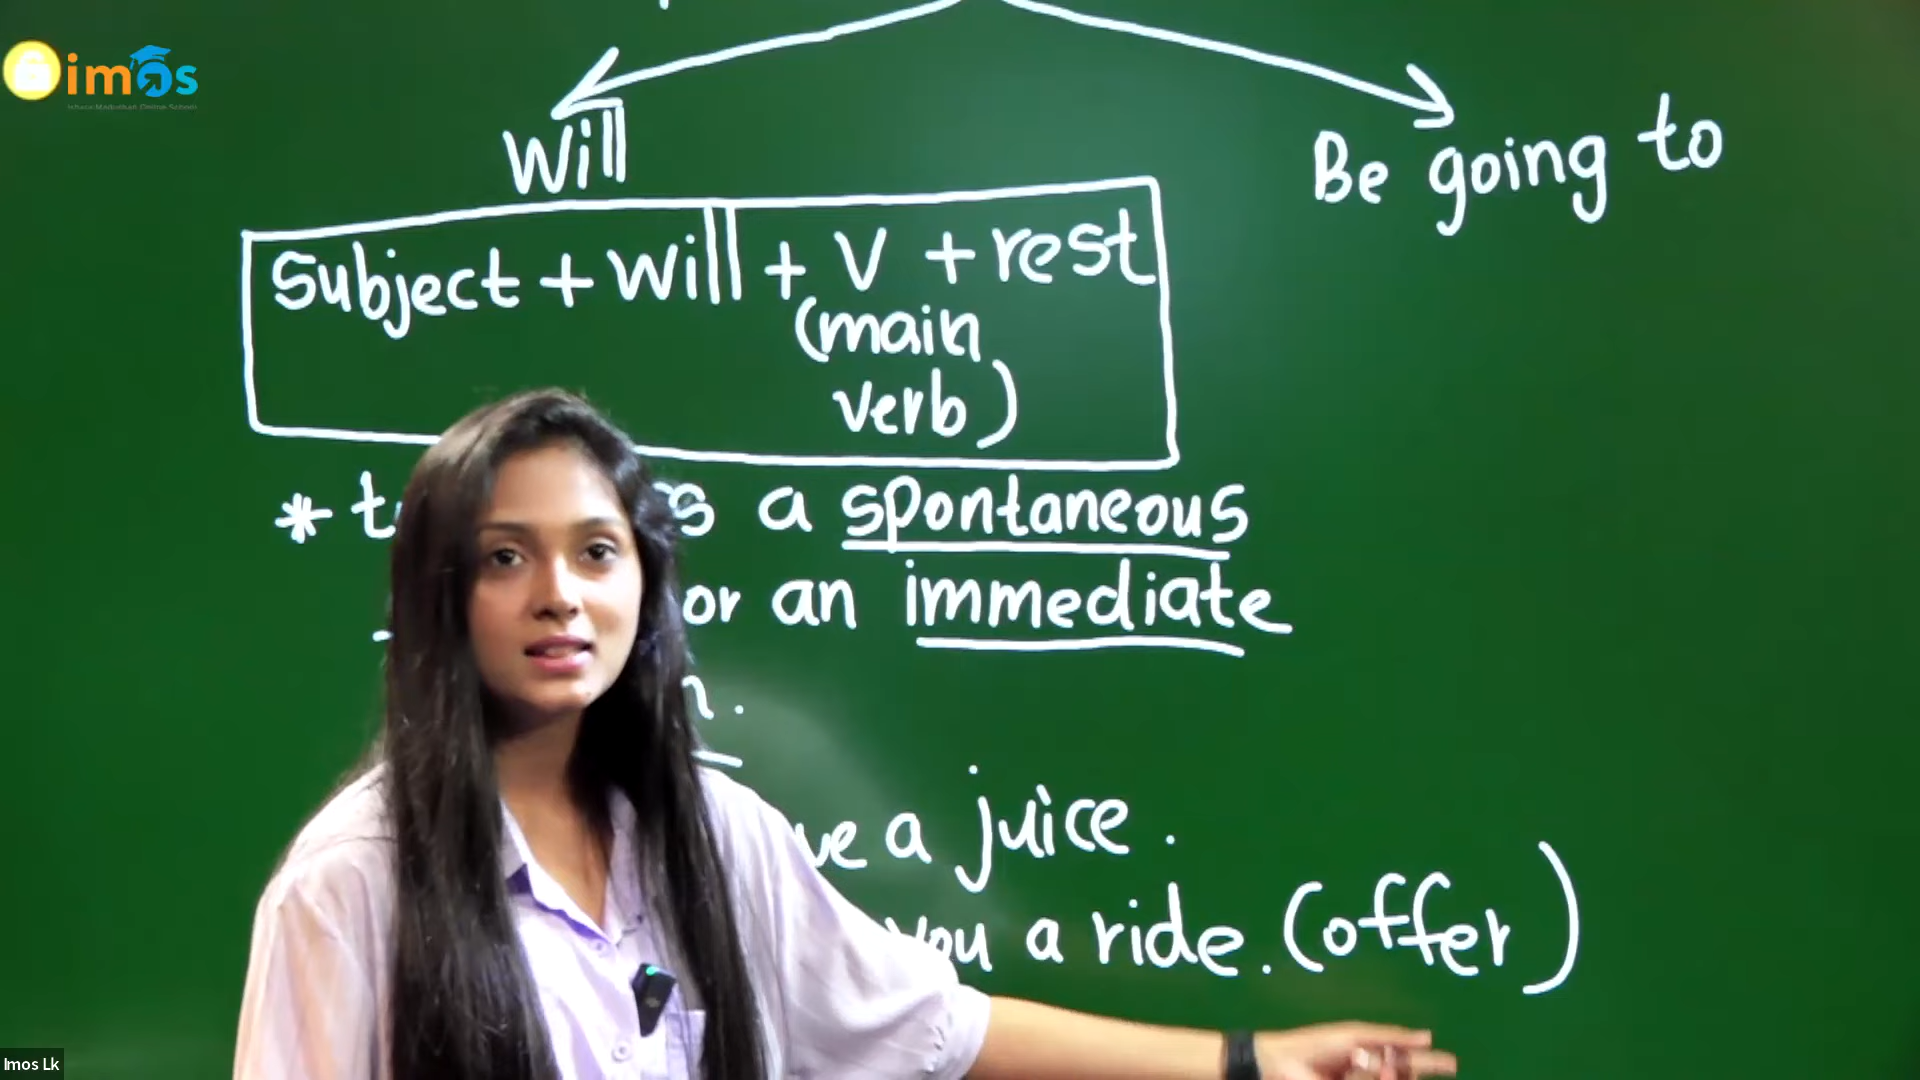 imos
Will
Be going to
Subject + will + V + rest
(main
verb)
* a spontaneous
or an immediate
a juice.
you a ride. (offer)
Imos Lk